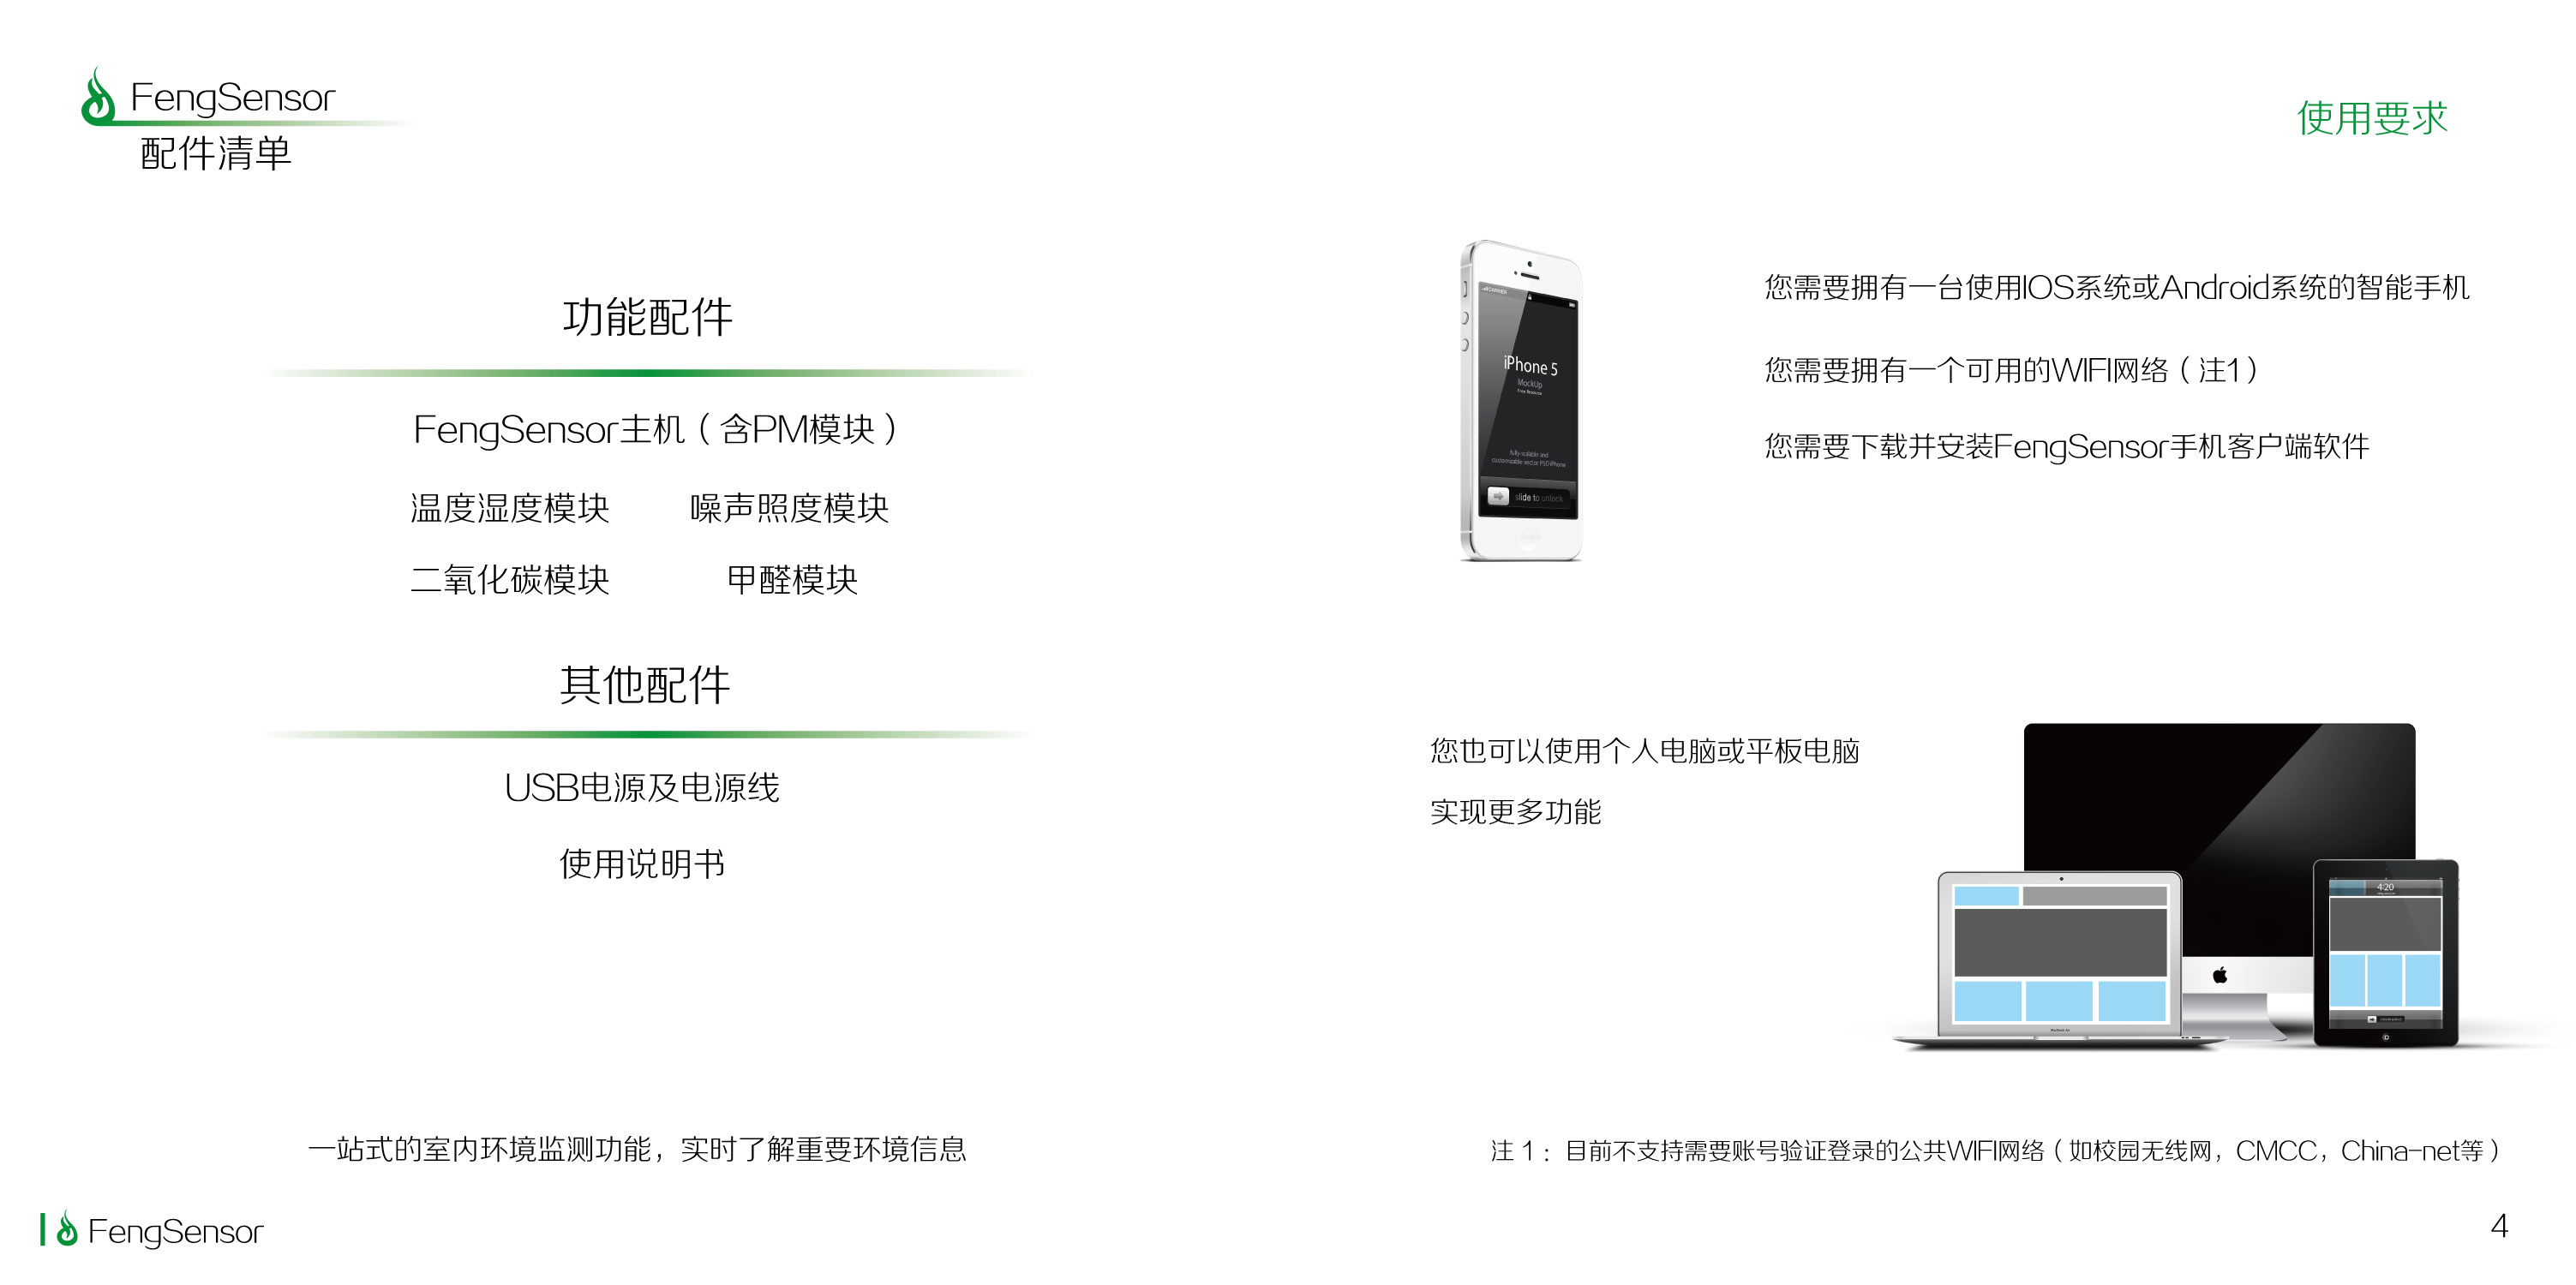 FengSensor
配件清单
功能配件
FengSensor主机（含PM模块）
温度湿度模块 噪声照度模块
二氧化碳模块 甲醛模块
其他配件
USB电源及电源线
使用说明书
一站式的室内环境监测功能，实时了解重要环境信息
FengSensor
使用要求
iPhone 5
MockUp
Free Resource
fully-scalable and
customizable vector PSD iPhone
slide to unlock
您需要拥有一台使用IOS系统或Android系统的智能手机
您需要拥有一个可用的WIFI网络（注1）
您需要下载并安装FengSensor手机客户端软件
您也可以使用个人电脑或平板电脑
实现更多功能
4:20
注 1：目前不支持需要账号验证登录的公共WIFI网络（如校园无线网，CMCC，China-net等）
4